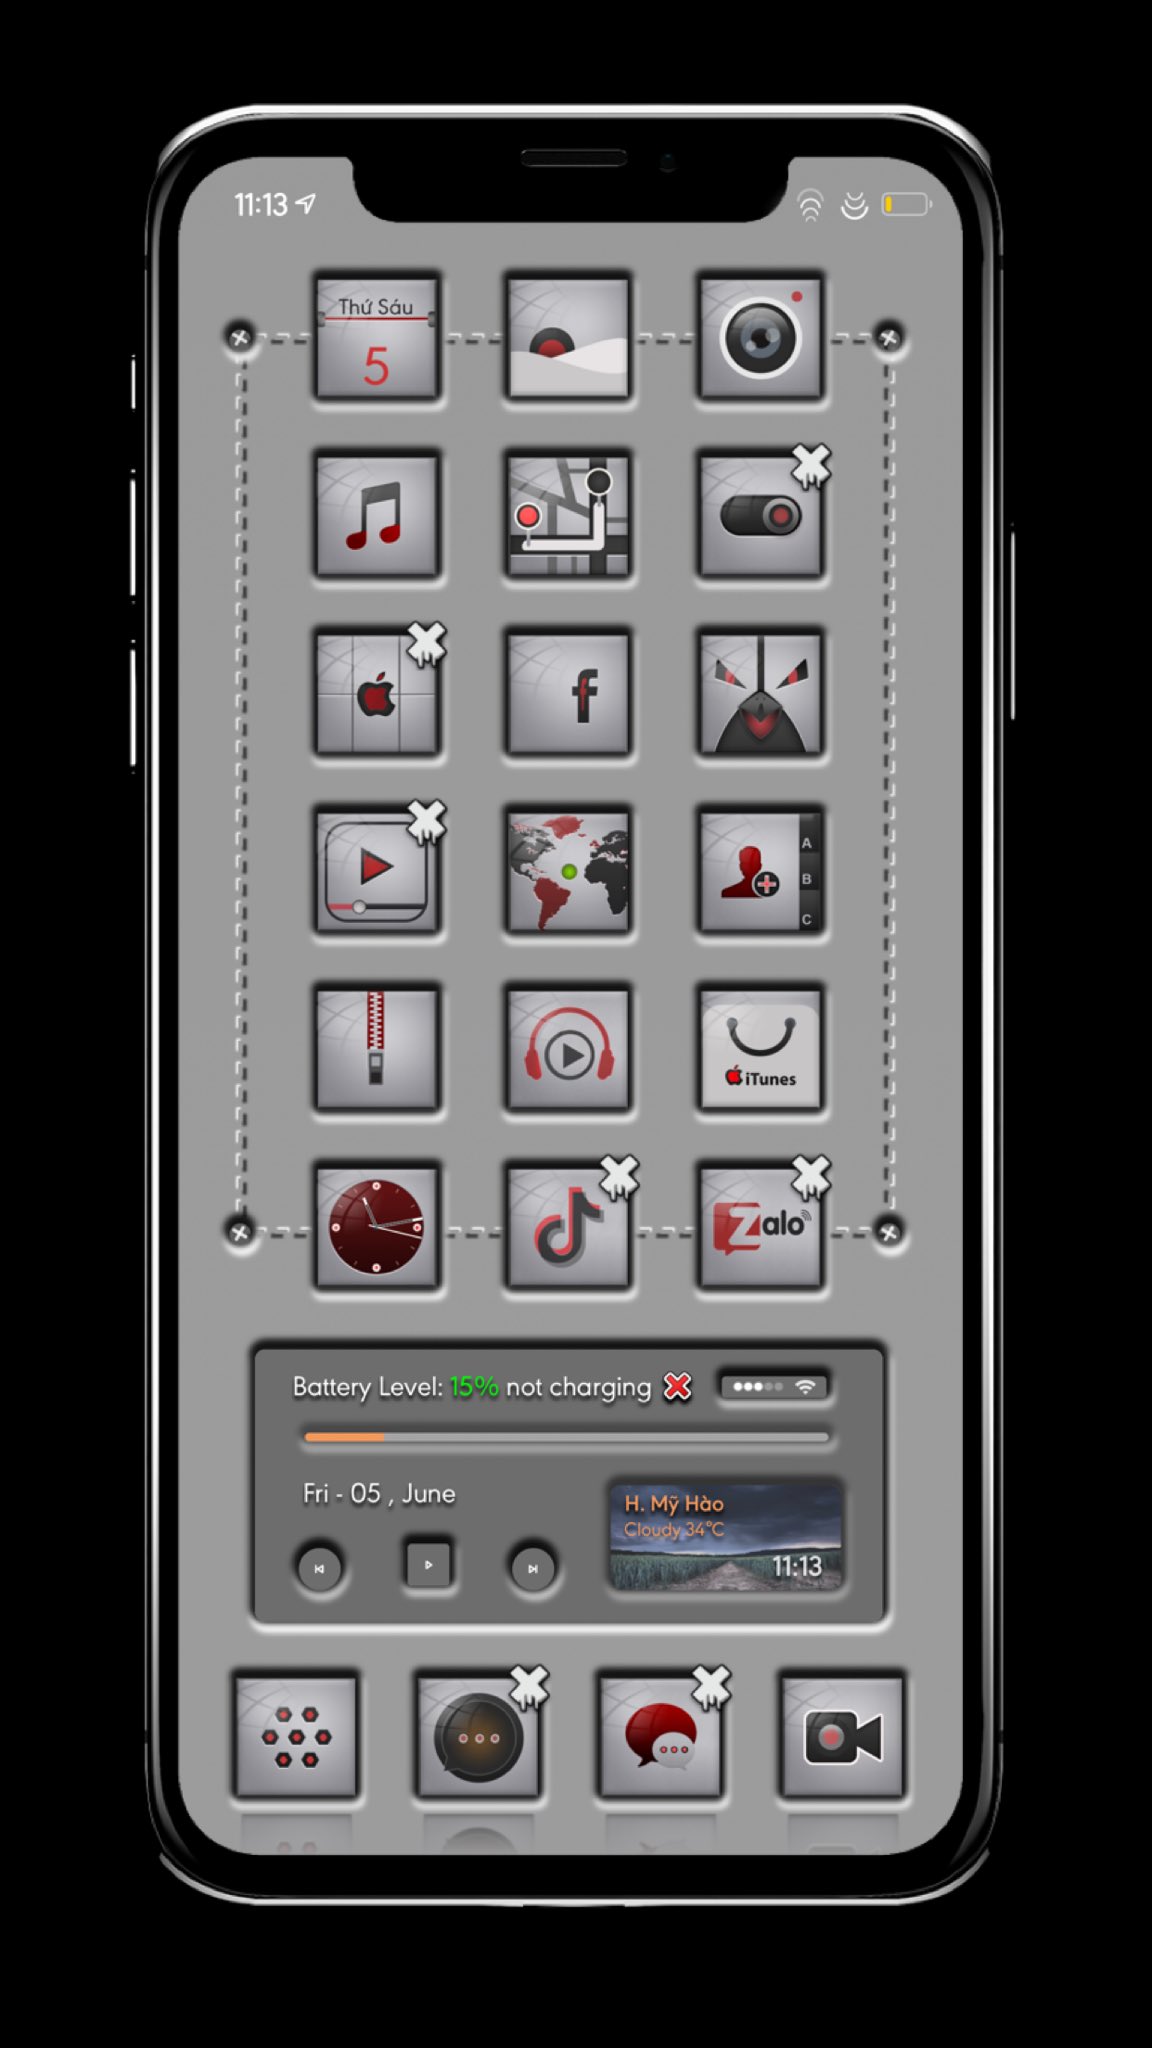 11:13
Thứ Sáu
5
f
A
B
C
iTunes
Zalo
Battery Level: 15% not charging
Fri - 05 , June
H. Mỹ Hào
Cloudy 34°C
11:13